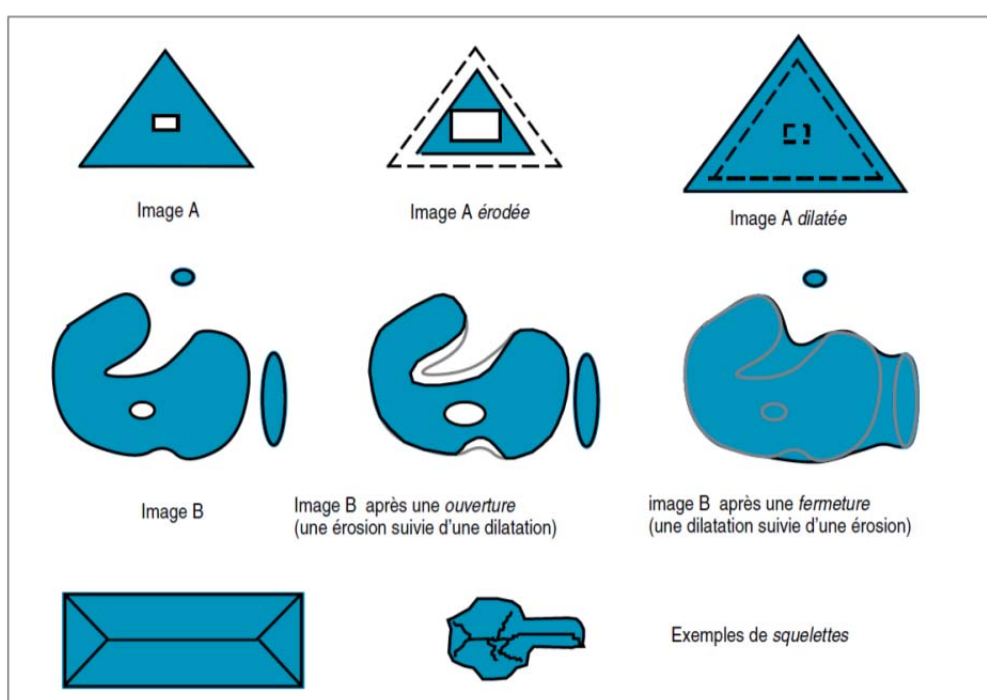 Image A
Image A érodée
Image A dilatée
Image B
Image B après une ouverture
(une érosion suivie d'une dilatation)
image B après une fermeture
(une dilatation suivie d'une érosion)
Exemples de squelettes